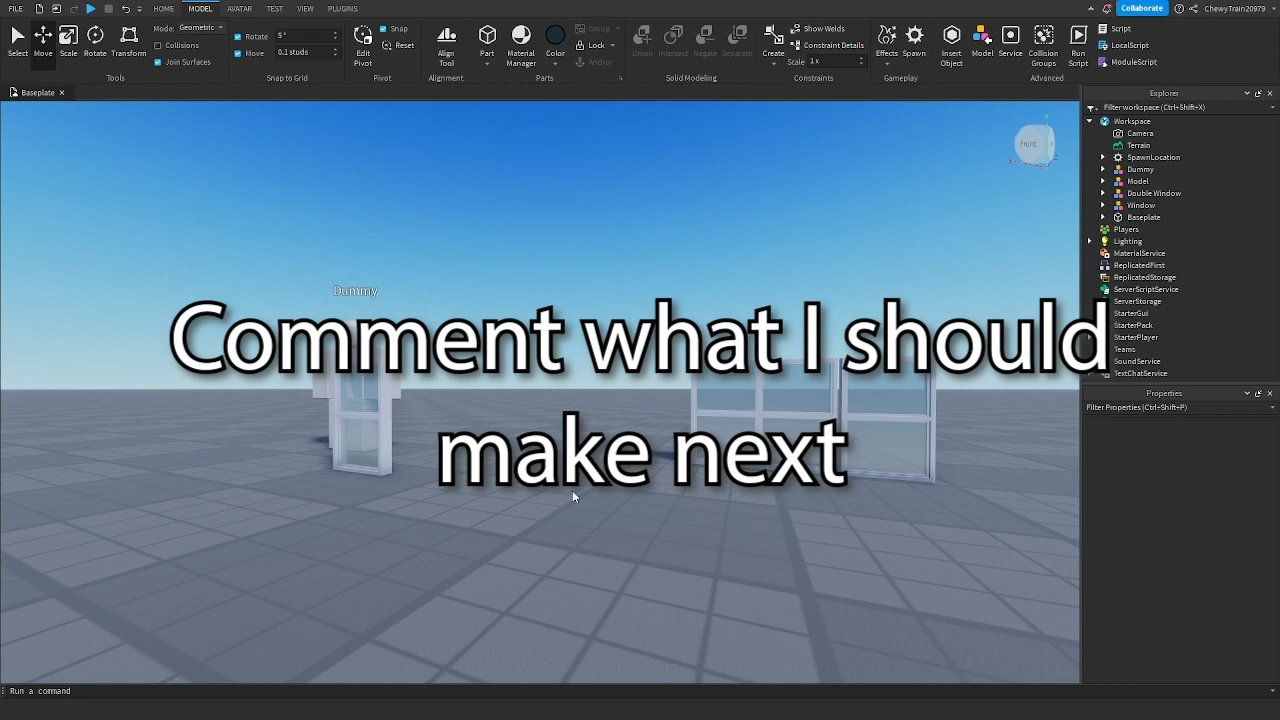 FILE HOME MODEL AVATAR TEST VIEW PLUGINS Collaborate ChewyTrain20979
Select Move Scale Rotate Transform
Mode: Geometric
Collisions
Join Surfaces
Tools
Rotate 5°
Move 0.1 studs
Snap to Grid
Edit Pivot
Snap
Reset
Pivot
Align Tool
Alignment
Part Material Manager Color
Group
Lock
Anchor
Parts
Union Intersect Negate Separate
Solid Modeling
Create
Show Welds
Constraint Details
Scale 1x
Constraints
Effects Spawn
Gameplay
Insert Object Model Service Collision Groups Run Script
Script
LocalScript
ModuleScript
Advanced
Baseplate
Front
Y
Dummy
Comment what I should
make next
Explorer
Filter workspace (Ctrl+Shift+X)
Workspace
Camera
Terrain
SpawnLocation
Dummy
Model
Double Window
Window
Baseplate
Players
Lighting
MaterialService
ReplicatedFirst
ReplicatedStorage
ServerScriptService
ServerStorage
StarterGui
StarterPack
StarterPlayer
Teams
SoundService
TextChatService
Properties
Filter Properties (Ctrl+Shift+P)
Run a command